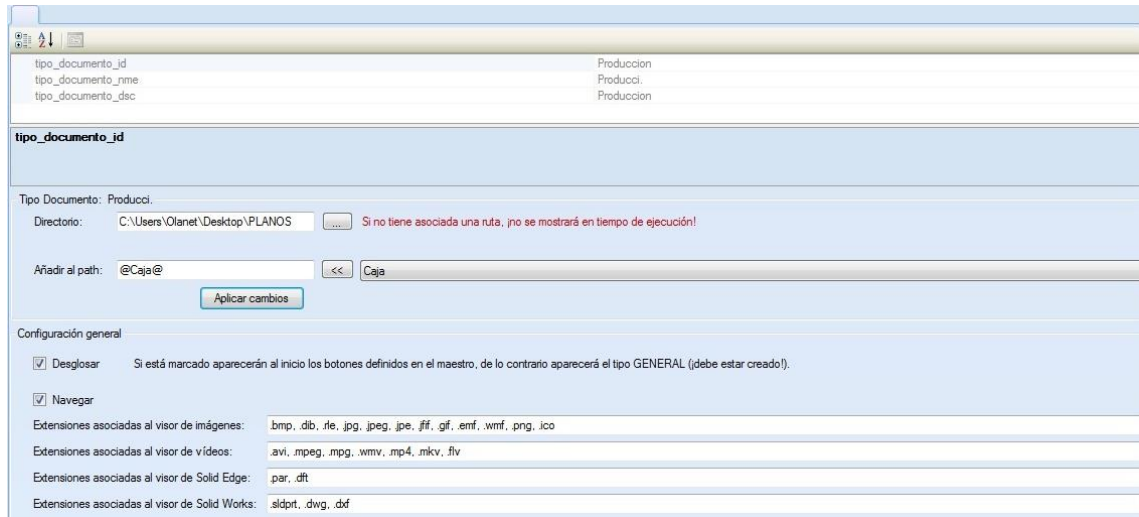 tipo_documento_id Produccion
tipo_documento_nme Producci.
tipo_documento_dsc Produccion
tipo_documento_id
Tipo Documento: Producci.
Directorio: C:\Users\Olanet\Desktop\PLANOS ... Si no tiene asociada una ruta, ¡no se mostrará en tiempo de ejecución!
Añadir al path: @Caja@ << Caja
Aplicar cambios
Configuración general
Desglosar Si está marcado aparecerán al inicio los botones definidos en el maestro, de lo contrario aparecerá el tipo GENERAL (¡debe estar creado!).
Navegar
Extensiones asociadas al visor de imágenes: .bmp, .dib, .rle, .jpg, .jpeg, .jpe, .jfif, .gif, .emf, .wmf, .png, .ico
Extensiones asociadas al visor de vídeos: .avi, .mpeg, .mpg, .wmv, .mp4, .mkv, .flv
Extensiones asociadas al visor de Solid Edge: .par, .dft
Extensiones asociadas al visor de Solid Works: .sldprt, .dwg, .dxf